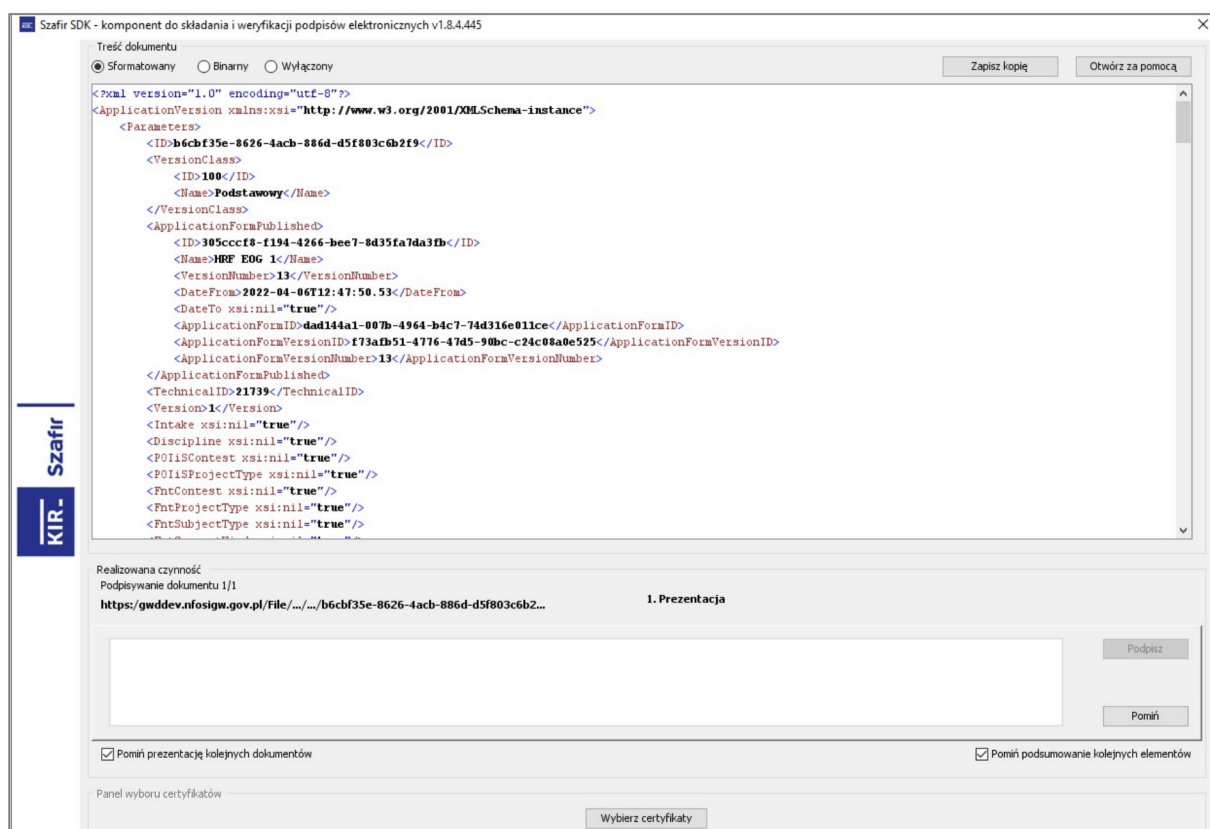 Szafir SDK - komponent do składania i weryfikacji podpisów elektronicznych v1.8.4.445
Treść dokumentu
Sformatowany Binarny Wyłączony Zapisz kopię Otwórz za pomocą
<?xml version="1.0" encoding="utf-8"?>
<ApplicationVersion xmlns:xsi="http://www.w3.org/2001/XMLSchema-instance">
<Parameters>
<ID>b6cbf35e-8626-4acb-886d-d5f803c6b2f9</ID>
<VersionClass>
<ID>100</ID>
<Name>Podstawowy</Name>
</VersionClass>
<ApplicationFormPublished>
<ID>305cccf8-f194-4266-bee7-8d35fa7da3fb</ID>
<Name>HRF EOG 1</Name>
<VersionNumber>13</VersionNumber>
<DateFrom>2022-04-06T12:47:50.53</DateFrom>
<DateTo xsi:nil="true"/>
<ApplicationFormID>dad144a1-007b-4964-b4c7-74d316e011ce</ApplicationFormID>
<ApplicationFormVersionID>f73afb51-4776-47d5-90bc-c24c08a0e525</ApplicationFormVersionID>
<ApplicationFormVersionNumber>13</ApplicationFormVersionNumber>
</ApplicationFormPublished>
<TechnicalID>21739</TechnicalID>
<Version>1</Version>
<Intake xsi:nil="true"/>
<Discipline xsi:nil="true"/>
<POIiSContest xsi:nil="true"/>
<POIiSProjectType xsi:nil="true"/>
<FntContest xsi:nil="true"/>
<FntProjectType xsi:nil="true"/>
<FntSubjectType xsi:nil="true"/>
KIR. Szafir
Realizowana czynność
Podpisywanie dokumentu 1/1
https:/gwddev.nfosigw.gov.pl/File/.../.../b6cbf35e-8626-4acb-886d-d5f803c6b2... 1. Prezentacja
Podpisz
Pomiń
Pomiń prezentację kolejnych dokumentów Pomiń podsumowanie kolejnych elementów
Panel wyboru certyfikatów
Wybierz certyfikaty